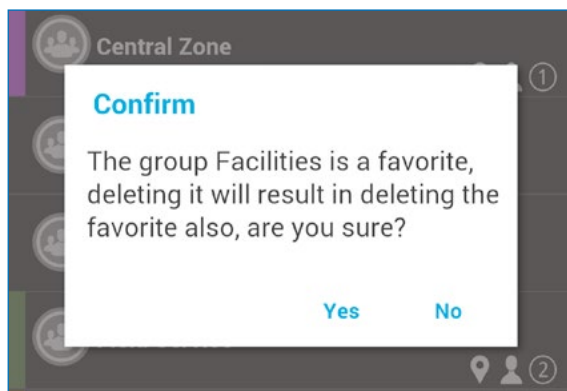 Central Zone
1
Confirm
The group Facilities is a favorite,
deleting it will result in deleting the
favorite also, are you sure?
Yes No
2